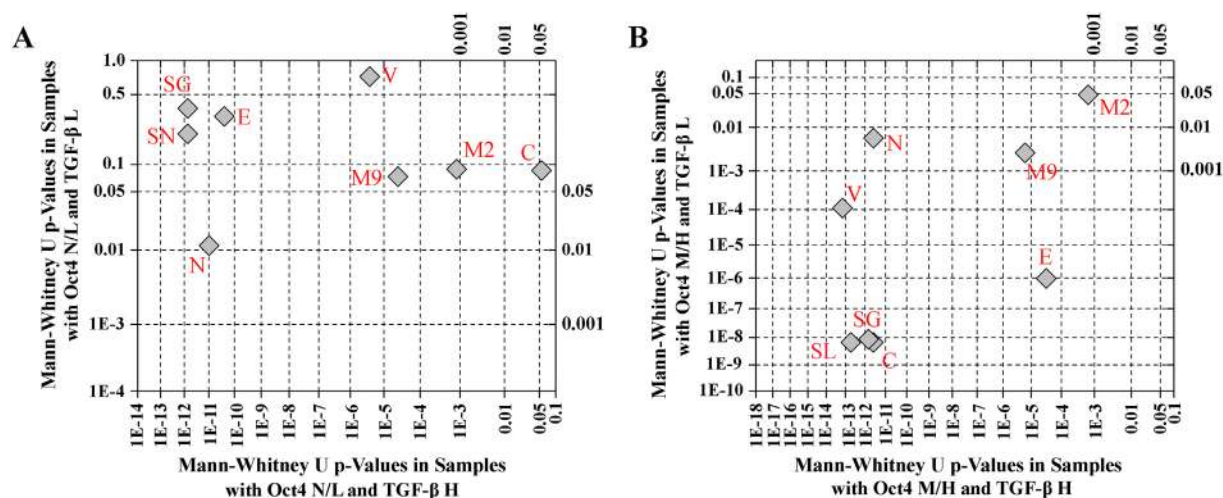 A
0.001
0.01
0.05
Mann-Whitney U p-Values in Samples
with Oct4 N/L and TGF-β L
1.0
0.5
0.1
0.05
0.01
1E-3
1E-4
0.05
0.01
0.001
SG
SN
E
V
M9
M2
C
N
1E-14
1E-13
1E-12
1E-11
1E-10
1E-9
1E-8
1E-7
1E-6
1E-5
1E-4
1E-3
0.01
0.05
0.1
Mann-Whitney U p-Values in Samples
with Oct4 N/L and TGF-β H
B
0.001
0.01
0.05
Mann-Whitney U p-Values in Samples
with Oct4 M/H and TGF-β L
0.1
0.05
0.01
1E-3
1E-4
1E-5
1E-6
1E-7
1E-8
1E-9
1E-10
0.05
0.01
0.001
M2
N
M9
V
E
SG
SL
C
1E-18
1E-17
1E-16
1E-15
1E-14
1E-13
1E-12
1E-11
1E-10
1E-9
1E-8
1E-7
1E-6
1E-5
1E-4
1E-3
0.01
0.05
0.1
Mann-Whitney U p-Values in Samples
with Oct4 M/H and TGF-β H